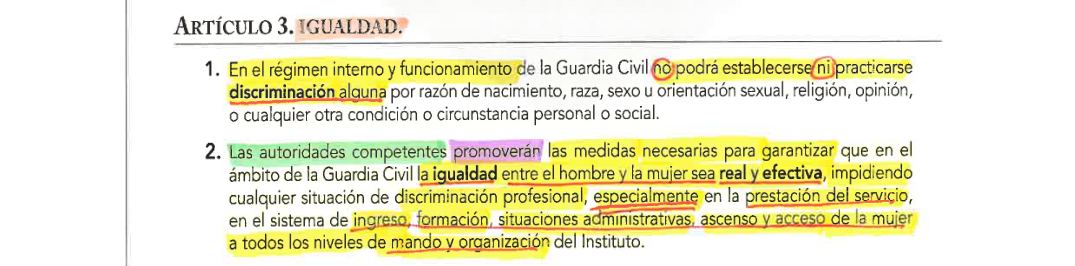 ARTÍCULO 3. IGUALDAD.
1. En el régimen interno y funcionamiento de la Guardia Civil no podrá establecerse ni practicarse
discriminación alguna por razón de nacimiento, raza, sexo u orientación sexual, religión, opinión,
o cualquier otra condición o circunstancia personal o social.
2. Las autoridades competentes promoverán las medidas necesarias para garantizar que en el
ámbito de la Guardia Civil la igualdad entre el hombre y la mujer sea real y efectiva, impidiendo
cualquier situación de discriminación profesional, especialmente en la prestación del servicio,
en el sistema de ingreso, formación, situaciones administrativas, ascenso y acceso de la mujer
a todos los niveles de mando y organización del Instituto.